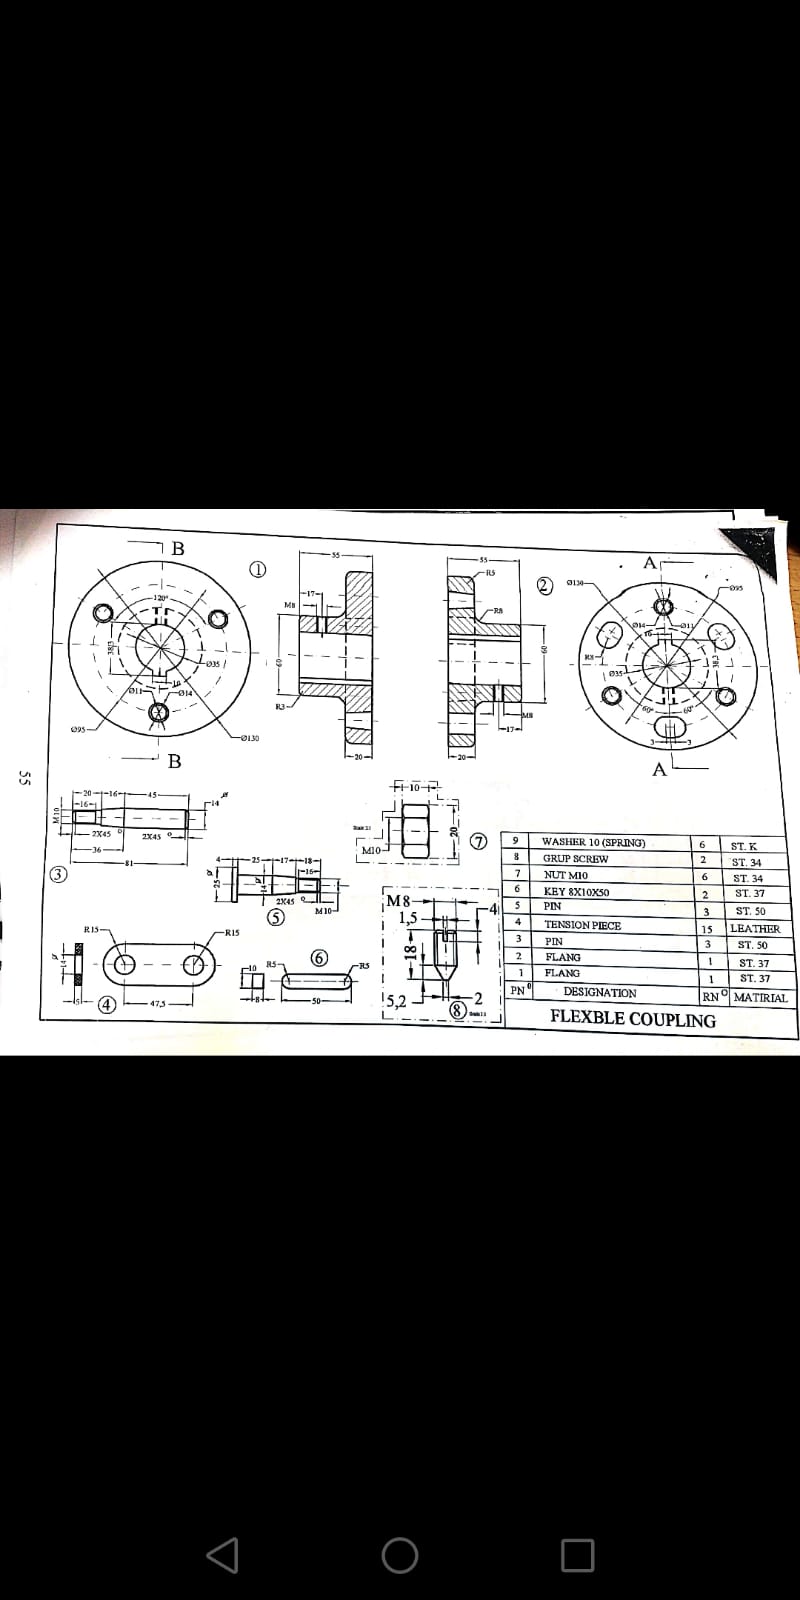 B
120°
38,3
Ø35
10
Ø11
Ø14
Ø95
Ø130
B
1
55
17
M8
60
R3
20
55
R5
R8
60
M8
17
20
2
A
Ø130
Ø95
Ø14
Ø11
10
R8
Ø35
38,3
60°
60°
3
3
A
55
20
16
45
16
M10
Ø
14
2X45°
2X45°
36
81
3
4
25
17
18
16
Ø
25
Ø
14
2X45°
M10
5
10
20
M10
7
R15
R15
Ø
14
5
47,5
4
10
8
R5
R5
50
6
M8
1,5
4
18
5,2
2
8
9 WASHER 10 (SPRING) 6 ST. K
8 GRUP SCREW 2 ST. 34
7 NUT M10 6 ST. 34
6 KEY 8X10X50 2 ST. 37
5 PIN 3 ST. 50
4 TENSION PIECE 15 LEATHER
3 PIN 3 ST. 50
2 FLANG 1 ST. 37
1 FLANG 1 ST. 37
PN° DESIGNATION RN° MATIRIAL
FLEXBLE COUPLING